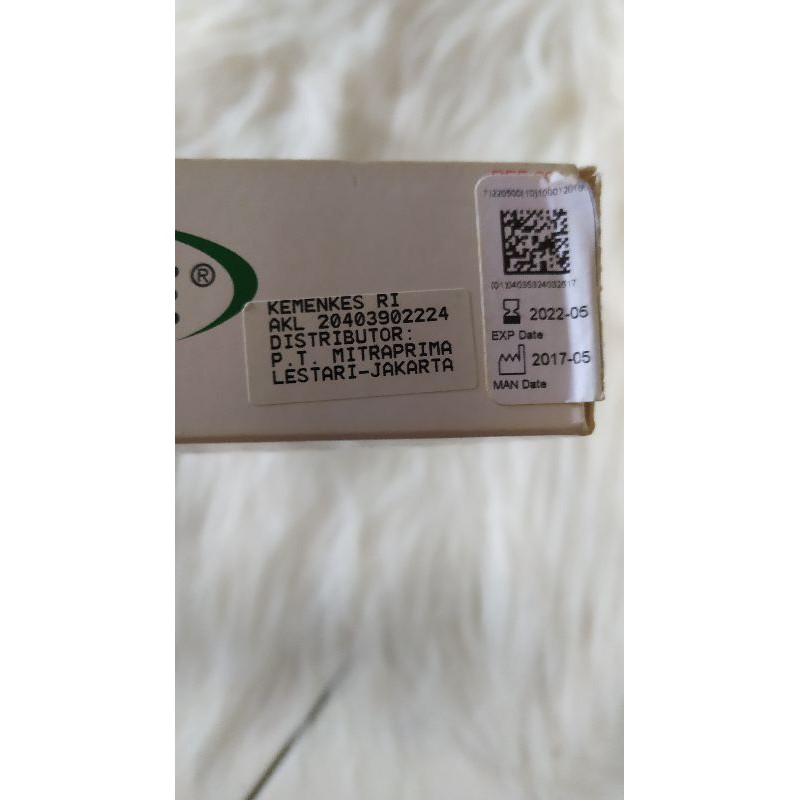 ®
KEMENKES RI
AKL 20403902224
DISTRIBUTOR:
P.T. MITRAPRIMA
LESTARI-JAKARTA
2022-05
EXP Date
2017-05
MAN Date